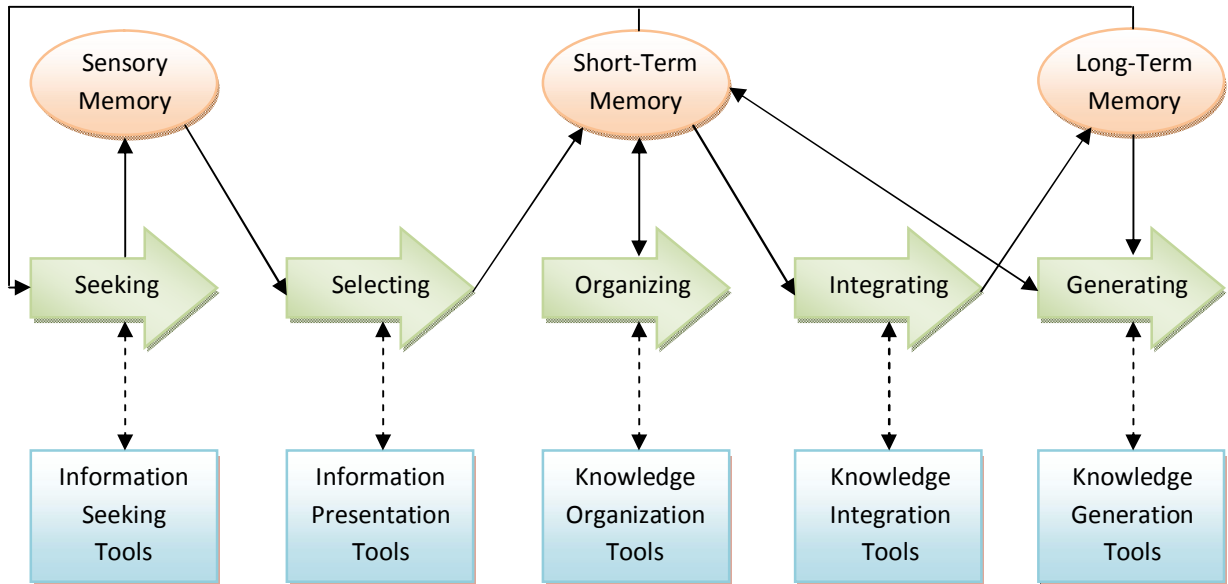 Sensory
Memory
Short-Term
Memory
Long-Term
Memory
Seeking
Selecting
Organizing
Integrating
Generating
Information
Seeking
Tools
Information
Presentation
Tools
Knowledge
Organization
Tools
Knowledge
Integration
Tools
Knowledge
Generation
Tools